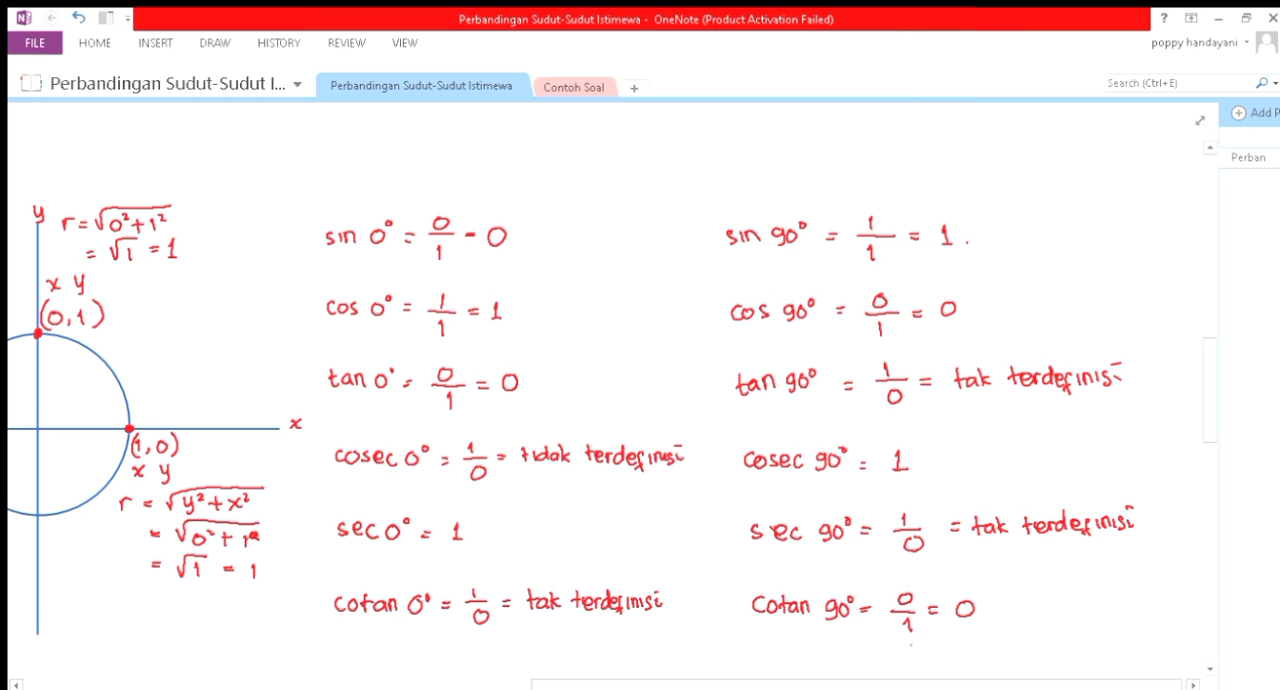 Perbandingan Sudut-Sudut Istimewa - OneNote (Product Activation Failed)
FILE HOME INSERT DRAW HISTORY REVIEW VIEW
poppy handayani
Perbandingan Sudut-Sudut I...
Perbandingan Sudut-Sudut Istimewa
Contoh Soal
Search (Ctrl+E)
Add P
Perban
y
r = √0²+1²
= √1 = 1
x y
(0,1)
x
(1,0)
x y
r = √y²+x²
= √0²+1²
= √1 = 1
sin 0° = 0/1 = 0
cos 0° = 1/1 = 1
tan 0° = 0/1 = 0
cosec 0° = 1/0 = tidak terdefinisi
sec 0° = 1
cotan 0° = 1/0 = tak terdefinisi
sin 90° = 1/1 = 1.
cos 90° = 0/1 = 0
tan 90° = 1/0 = tak terdefinisi
cosec 90° = 1
sec 90° = 1/0 = tak terdefinisi
cotan 90° = 0/1 = 0